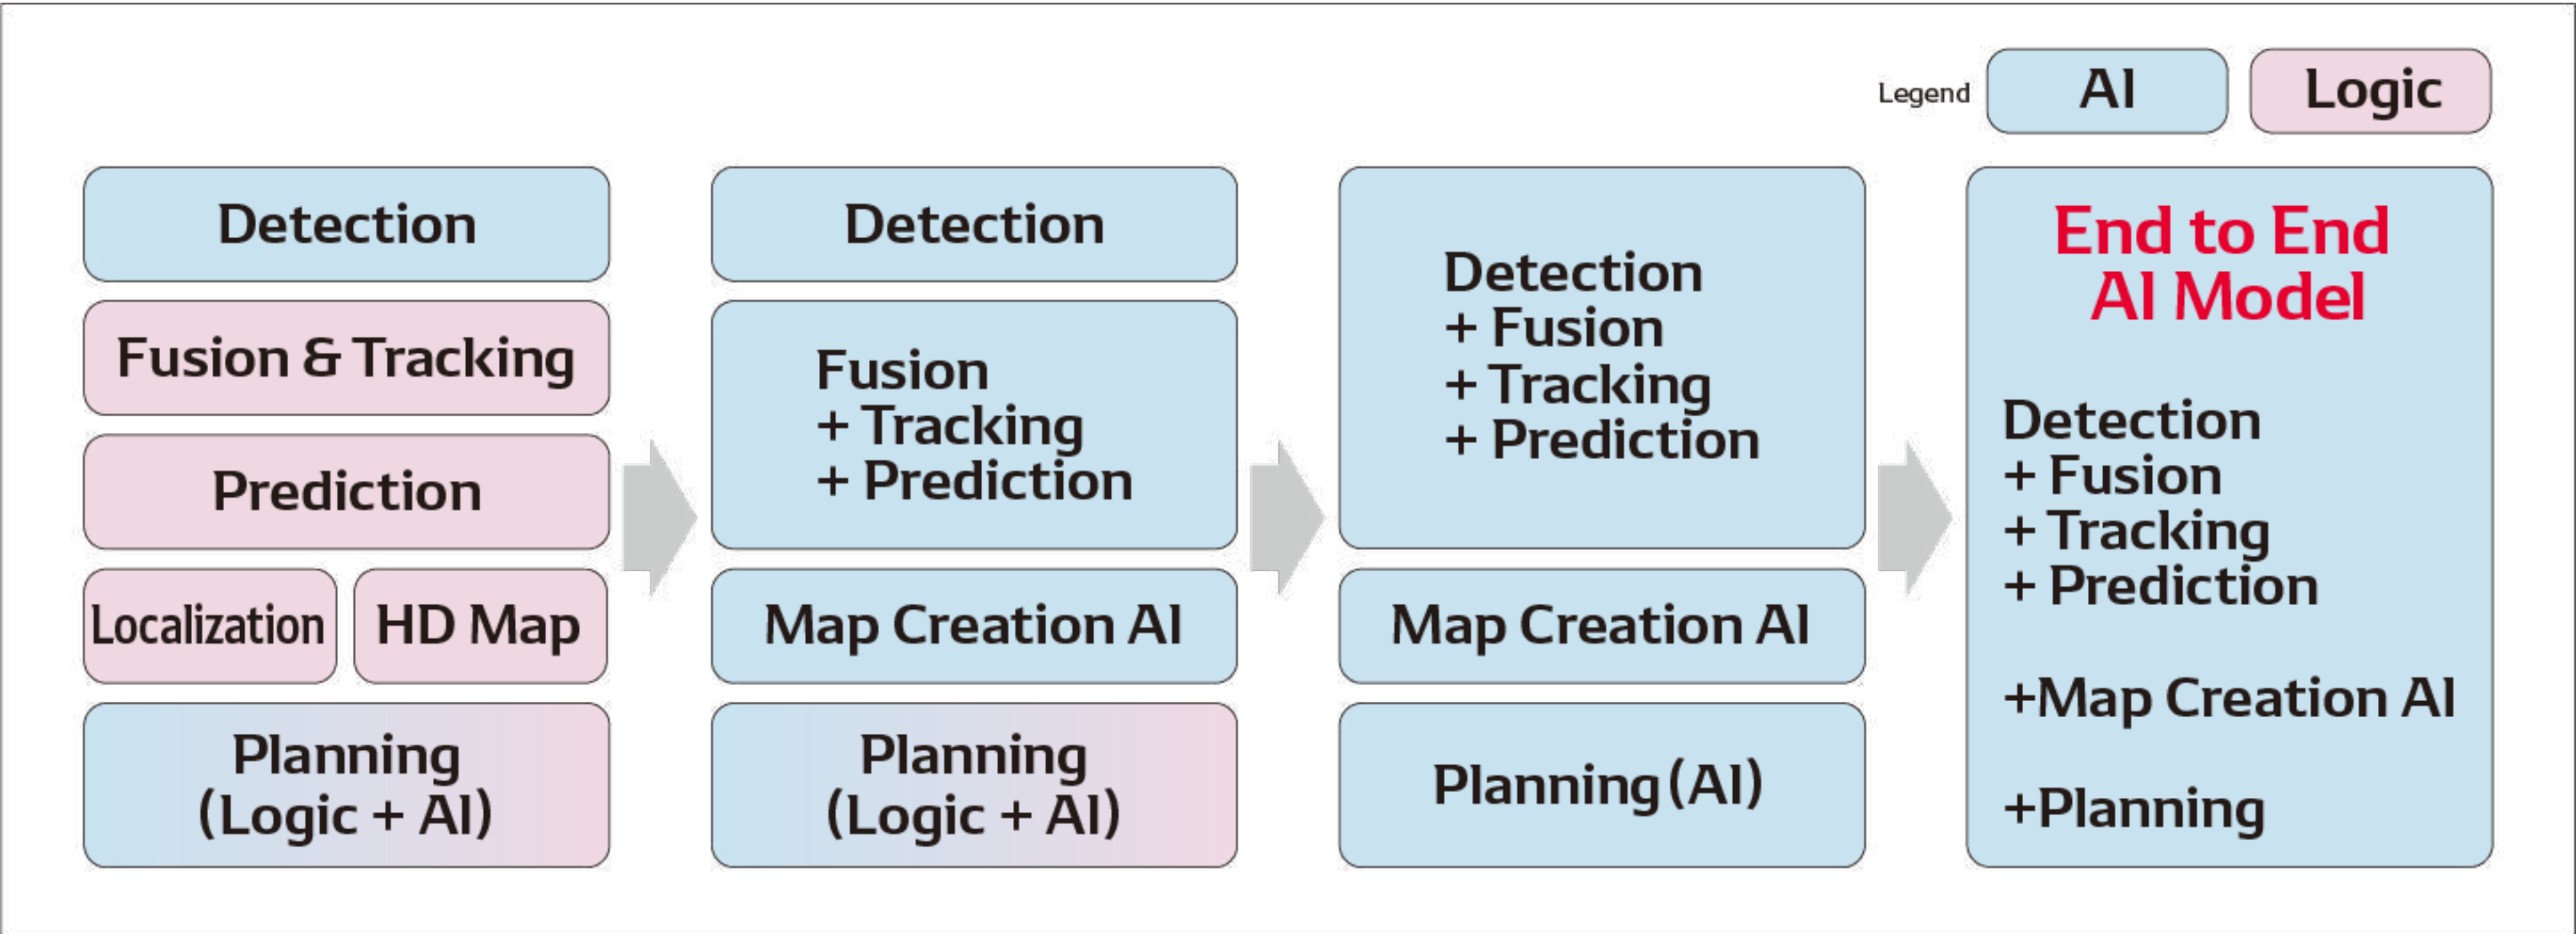 Legend AI Logic
Detection
Fusion & Tracking
Prediction
Localization HD Map
Planning
(Logic + AI)
Detection
Fusion
+ Tracking
+ Prediction
Map Creation AI
Planning
(Logic + AI)
Detection
+ Fusion
+ Tracking
+ Prediction
Map Creation AI
Planning (AI)
End to End
AI Model
Detection
+ Fusion
+ Tracking
+ Prediction
+Map Creation AI
+Planning